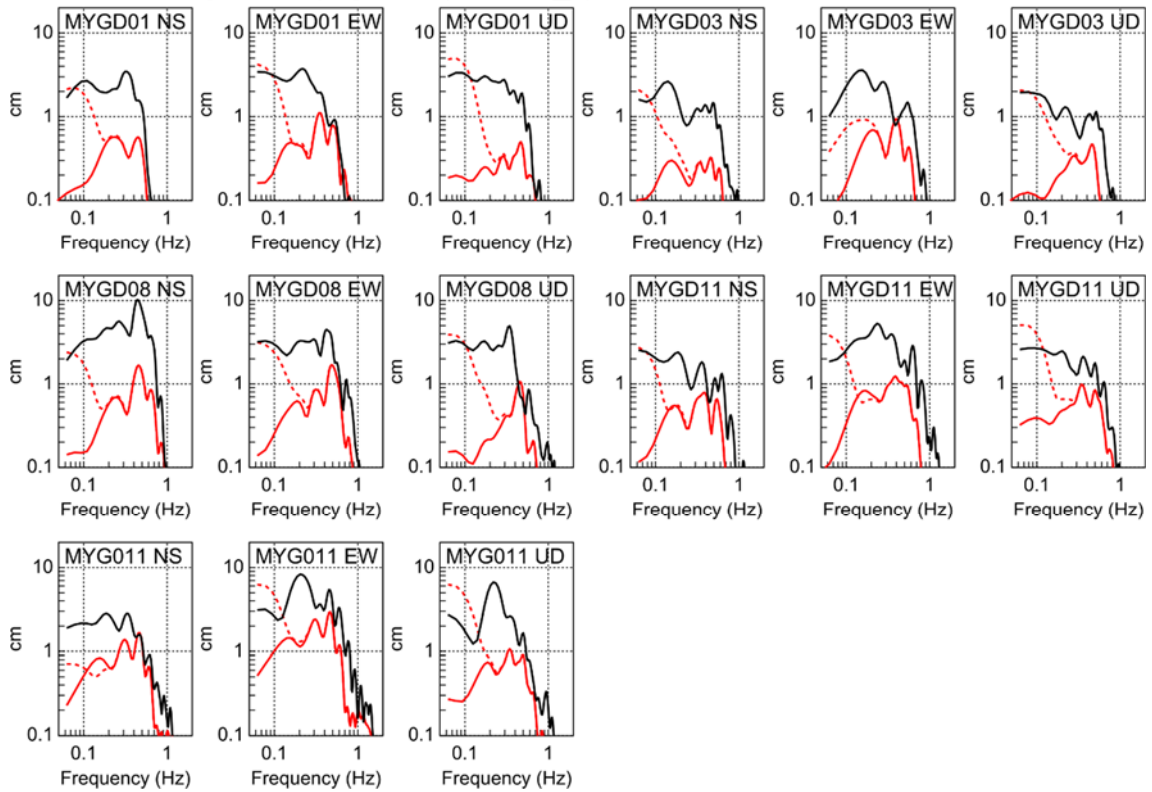 MYGD01 NS
10
cm
1
0.1
0.1
1
Frequency (Hz)
MYGD01 EW
10
cm
1
0.1
0.1
1
Frequency (Hz)
MYGD01 UD
10
cm
1
0.1
0.1
1
Frequency (Hz)
MYGD03 NS
10
cm
1
0.1
0.1
1
Frequency (Hz)
MYGD03 EW
10
cm
1
0.1
0.1
1
Frequency (Hz)
MYGD03 UD
10
cm
1
0.1
0.1
1
Frequency (Hz)
MYGD08 NS
10
cm
1
0.1
0.1
1
Frequency (Hz)
MYGD08 EW
10
cm
1
0.1
0.1
1
Frequency (Hz)
MYGD08 UD
10
cm
1
0.1
0.1
1
Frequency (Hz)
MYGD11 NS
10
cm
1
0.1
0.1
1
Frequency (Hz)
MYGD11 EW
10
cm
1
0.1
0.1
1
Frequency (Hz)
MYGD11 UD
10
cm
1
0.1
0.1
1
Frequency (Hz)
MYG011 NS
10
cm
1
0.1
0.1
1
Frequency (Hz)
MYG011 EW
10
cm
1
0.1
0.1
1
Frequency (Hz)
MYG011 UD
10
cm
1
0.1
0.1
1
Frequency (Hz)